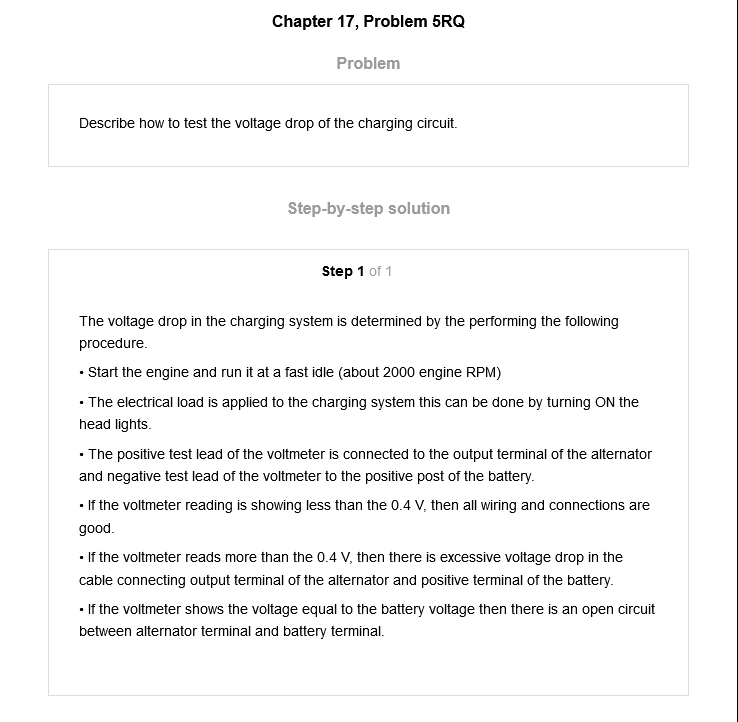 Chapter 17, Problem 5RQ
Problem
Describe how to test the voltage drop of the charging circuit.
Step-by-step solution
Step 1 of 1
The voltage drop in the charging system is determined by the performing the following
procedure.
• Start the engine and run it at a fast idle (about 2000 engine RPM)
• The electrical load is applied to the charging system this can be done by turning ON the
head lights.
• The positive test lead of the voltmeter is connected to the output terminal of the alternator
and negative test lead of the voltmeter to the positive post of the battery.
• If the voltmeter reading is showing less than the 0.4 V, then all wiring and connections are
good.
• If the voltmeter reads more than the 0.4 V, then there is excessive voltage drop in the
cable connecting output terminal of the alternator and positive terminal of the battery.
• If the voltmeter shows the voltage equal to the battery voltage then there is an open circuit
between alternator terminal and battery terminal.